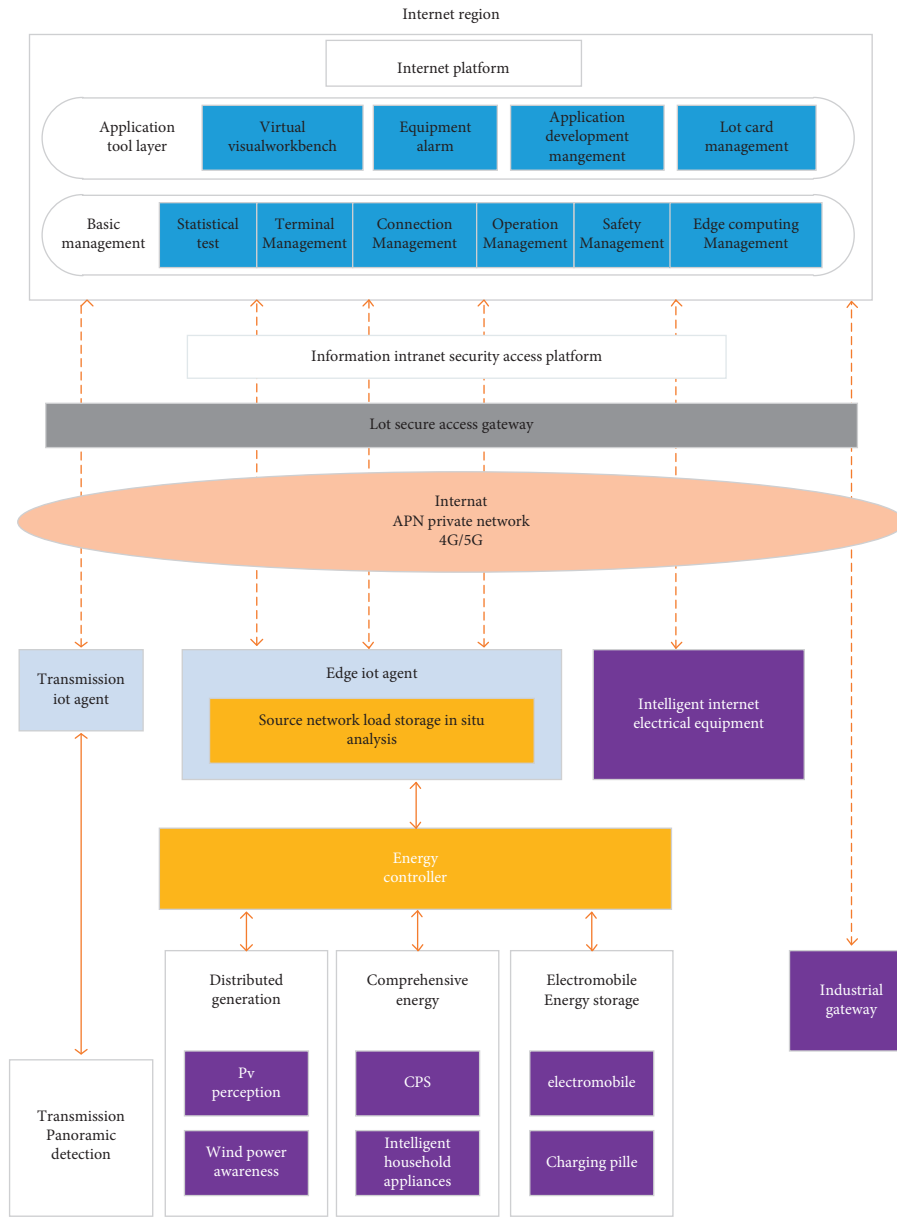 Internet region
Internet platform
Application
tool layer
Virtual
visualworkbench
Equipment
alarm
Application
development
mengagement
Lot card
management
Basic
management
Statistical
test
Terminal
Management
Connection
Management
Operation
Management
Safety
Management
Edge computing
Management
Information intranet security access platform
Lot secure access gateway
Internat
APN private network
4G/5G
Transmission
iot agent
Edge iot agent
Source network load storage in situ
analysis
Intelligent internet
electrical equipment
Energy
controller
Distributed
generation
Comprehensive
energy
Electromobile
Energy storage
Industrial
gateway
Pv
perception
CPS
electromobile
Transmission
Panoramic
detection
Wind power
awareness
Intelligent
household
appliances
Charging pille